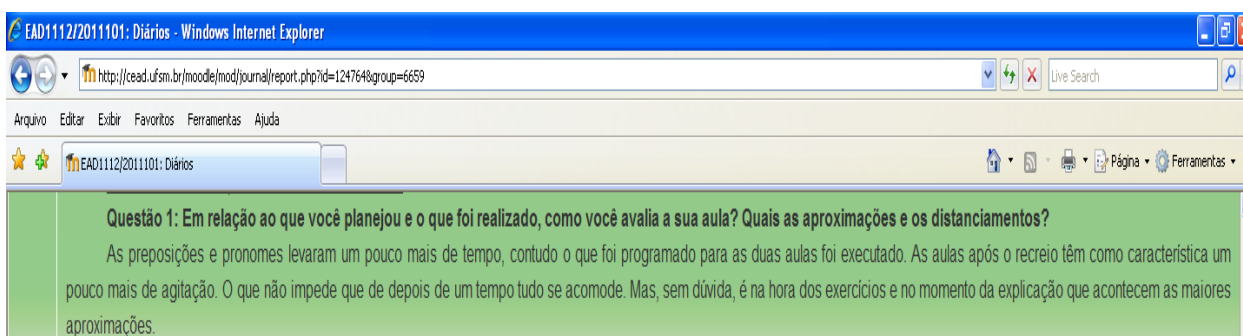 EAD1112/2011101: Diários - Windows Internet Explorer
http://cead.ufsm.br/moodle/mod/journal/report.php?id=124764&group=6659
Live Search
Arquivo Editar Exibir Favoritos Ferramentas Ajuda
EAD1112/2011101: Diários
Página Ferramentas
Questão 1: Em relação ao que você planejou e o que foi realizado, como você avalia a sua aula? Quais as aproximações e os distanciamentos?
As preposições e pronomes levaram um pouco mais de tempo, contudo o que foi programado para as duas aulas foi executado. As aulas após o recreio têm como característica um
pouco mais de agitação. O que não impede que de depois de um tempo tudo se acomode. Mas, sem dúvida, é na hora dos exercícios e no momento da explicação que acontecem as maiores
aproximações.